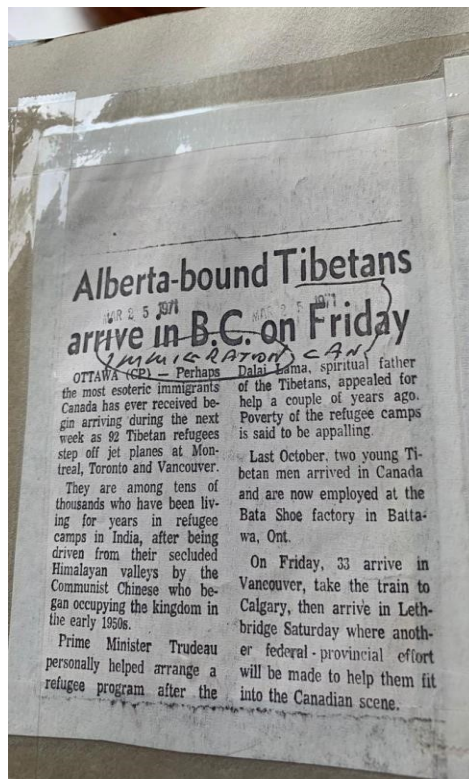 Alberta-bound Tibetans
MAR 25 1971 MAR 25 1971
arrive in B.C. on Friday
IMMIGRATION CAN
OTTAWA (CP) — Perhaps
the most esoteric immigrants
Canada has ever received be-
gin arriving during the next
week as 92 Tibetan refugees
step off jet planes at Mon-
treal, Toronto and Vancouver.
They are among tens of
thousands who have been liv-
ing for years in refugee
camps in India, after being
driven from their secluded
Himalayan valleys by the
Communist Chinese who be-
gan occupying the kingdom in
the early 1950s.
Prime Minister Trudeau
personally helped arrange a
refugee program after the
Dalai Lama, spiritual father
of the Tibetans, appealed for
help a couple of years ago.
Poverty of the refugee camps
is said to be appalling.
Last October, two young Ti-
betan men arrived in Canada
and are now employed at the
Bata Shoe factory in Batta-
wa, Ont.
On Friday, 33 arrive in
Vancouver, take the train to
Calgary, then arrive in Leth-
bridge Saturday where anoth-
er federal-provincial effort
will be made to help them fit
into the Canadian scene.